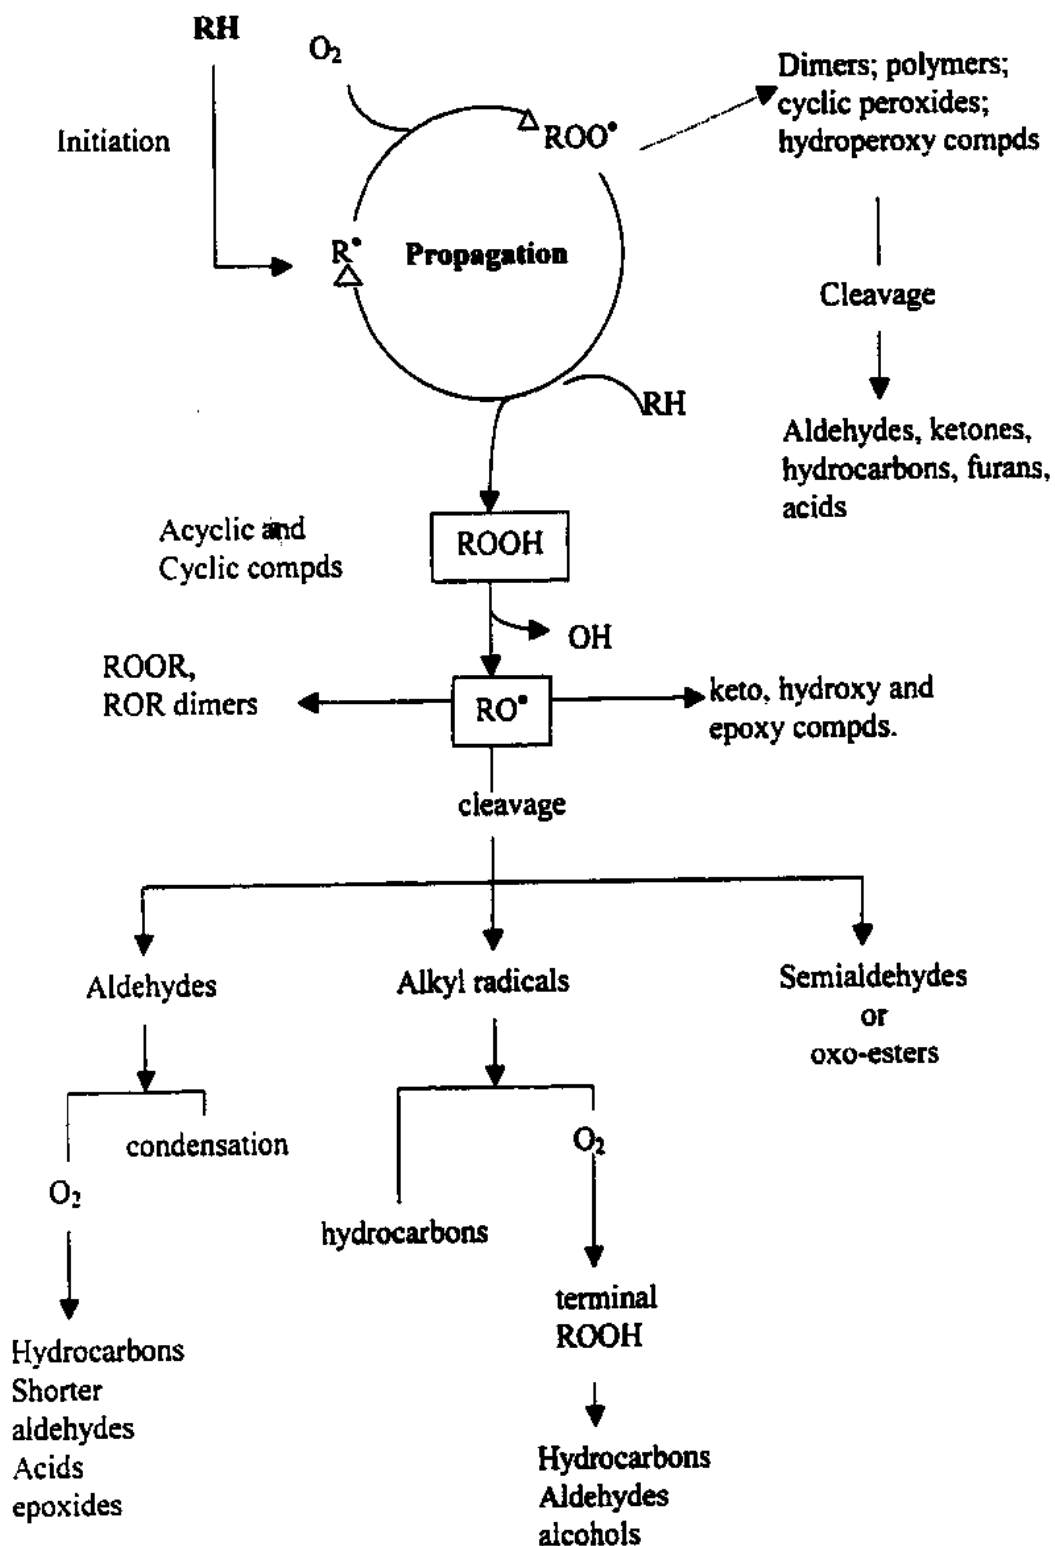 RH
O₂
Initiation
ROO•
Dimers; polymers;
cyclic peroxides;
hydroperoxy compds
R•
Propagation
Cleavage
RH
Aldehydes, ketones,
hydrocarbons, furans,
acids
Acyclic and
Cyclic compds
ROOH
OH
ROOR,
ROR dimers
RO•
keto, hydroxy and
epoxy compds.
cleavage
Aldehydes
Alkyl radicals
Semialdehydes
or
oxo-esters
condensation
O₂
O₂
hydrocarbons
terminal
ROOH
Hydrocarbons
Shorter
aldehydes
Acids
epoxides
Hydrocarbons
Aldehydes
alcohols